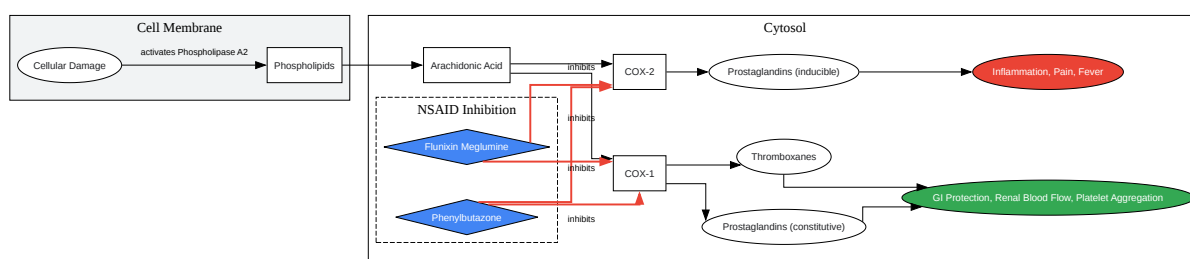 Cell Membrane
Cellular Damage
activates Phospholipase A2
Phospholipids
Cytosol
Arachidonic Acid
inhibits
COX-2
Prostaglandins (inducible)
Inflammation, Pain, Fever
NSAID Inhibition
Flunixin Meglumine
inhibits
inhibits
COX-1
Thromboxanes
GI Protection, Renal Blood Flow, Platelet Aggregation
Phenylbutazone
inhibits
Prostaglandins (constitutive)